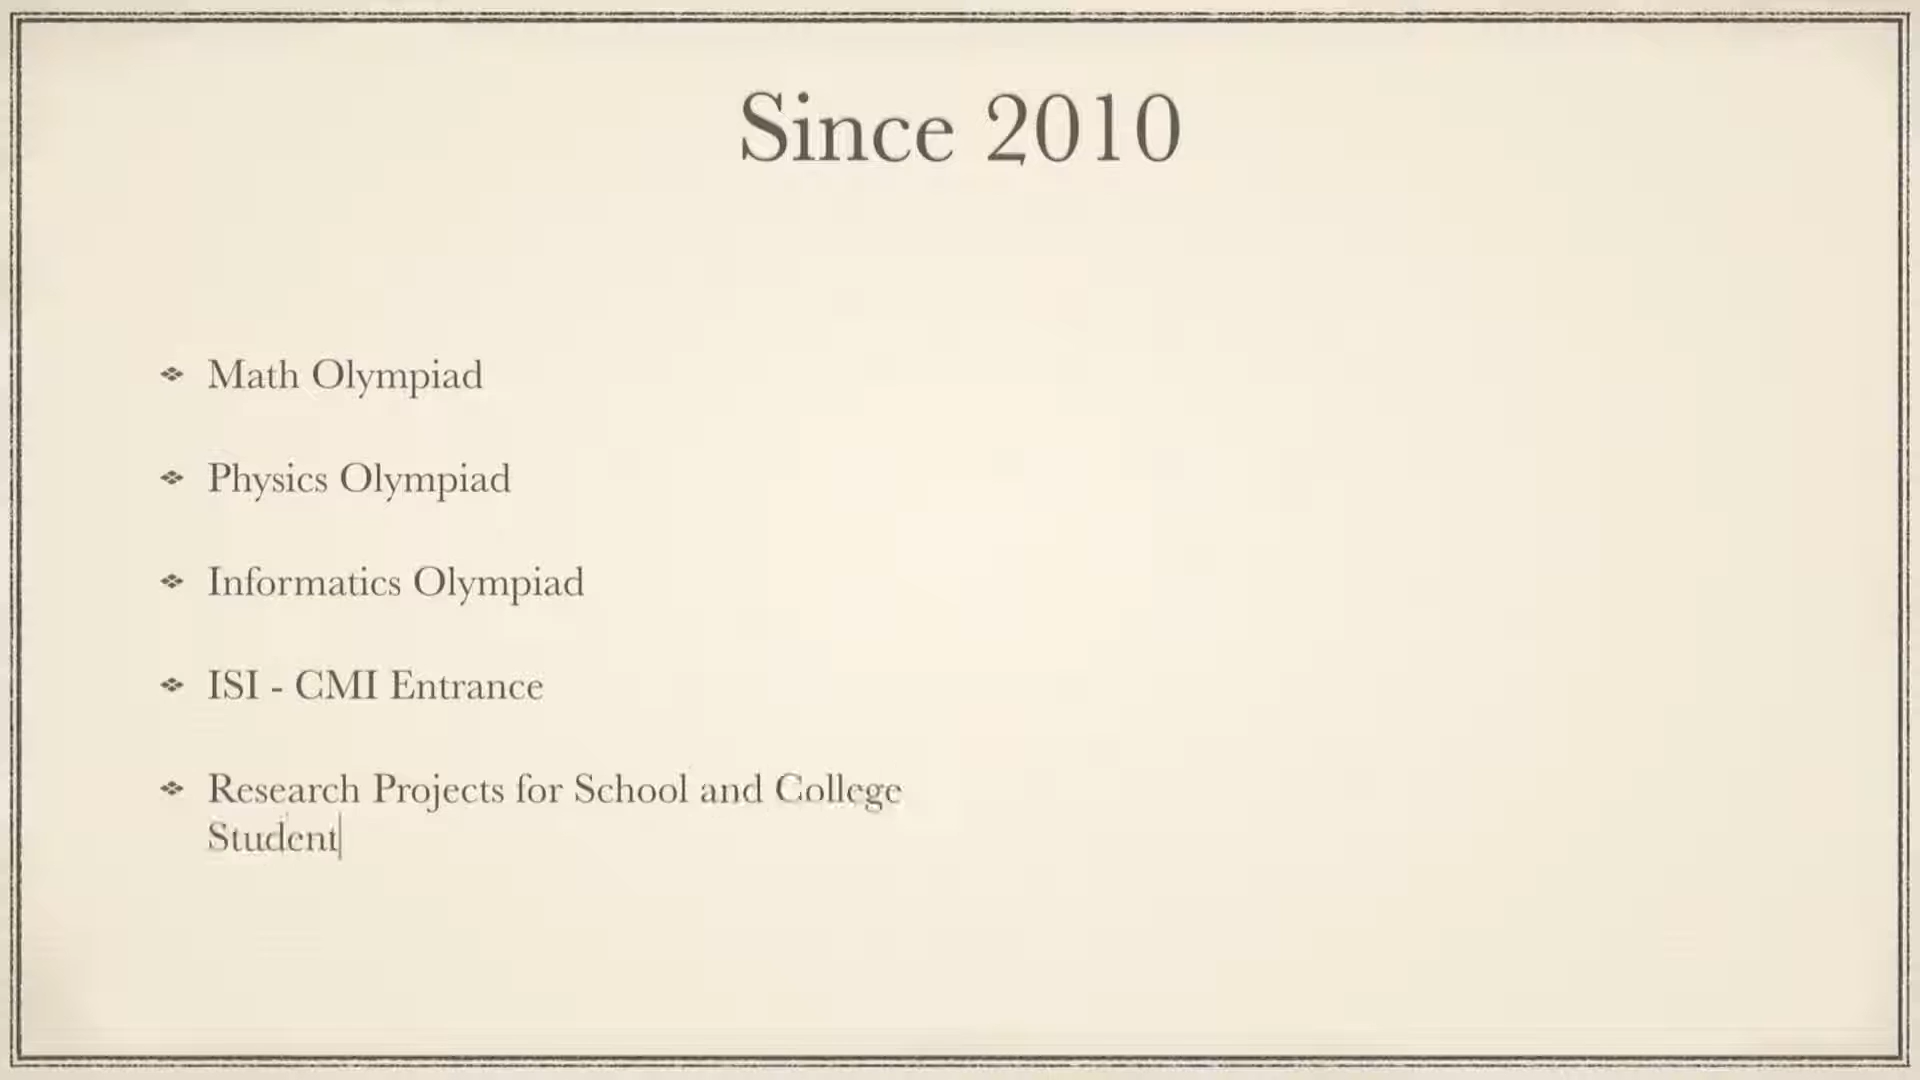 Since 2010
Math Olympiad
Physics Olympiad
Informatics Olympiad
ISI - CMI Entrance
Research Projects for School and College
Student